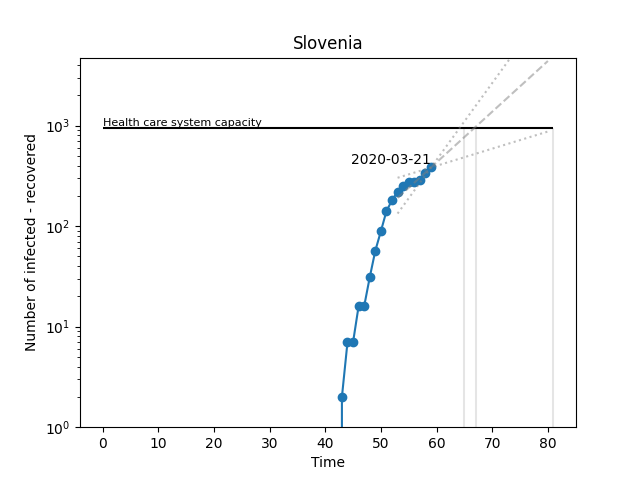 Slovenia
Number of infected - recovered
10^3
10^2
10^1
10^0
Health care system capacity
2020-03-21
0 10 20 30 40 50 60 70 80
Time